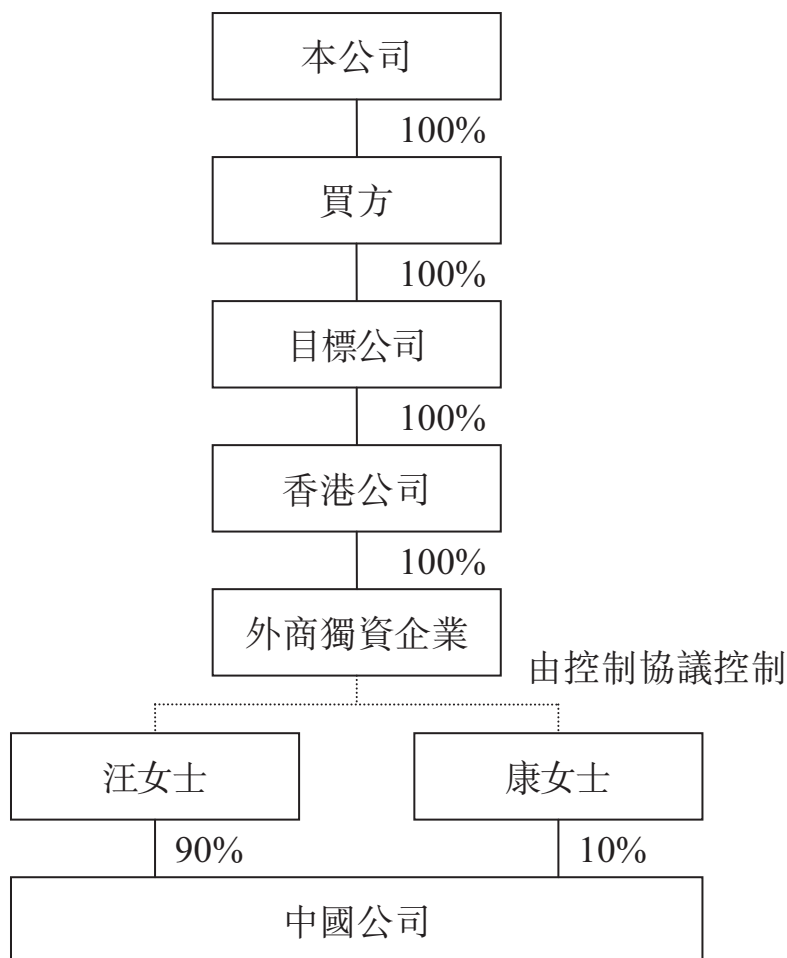 本公司
100%
買方
100%
目標公司
100%
香港公司
100%
外商獨資企業
由控制協議控制
汪女士
康女士
90%
10%
中國公司